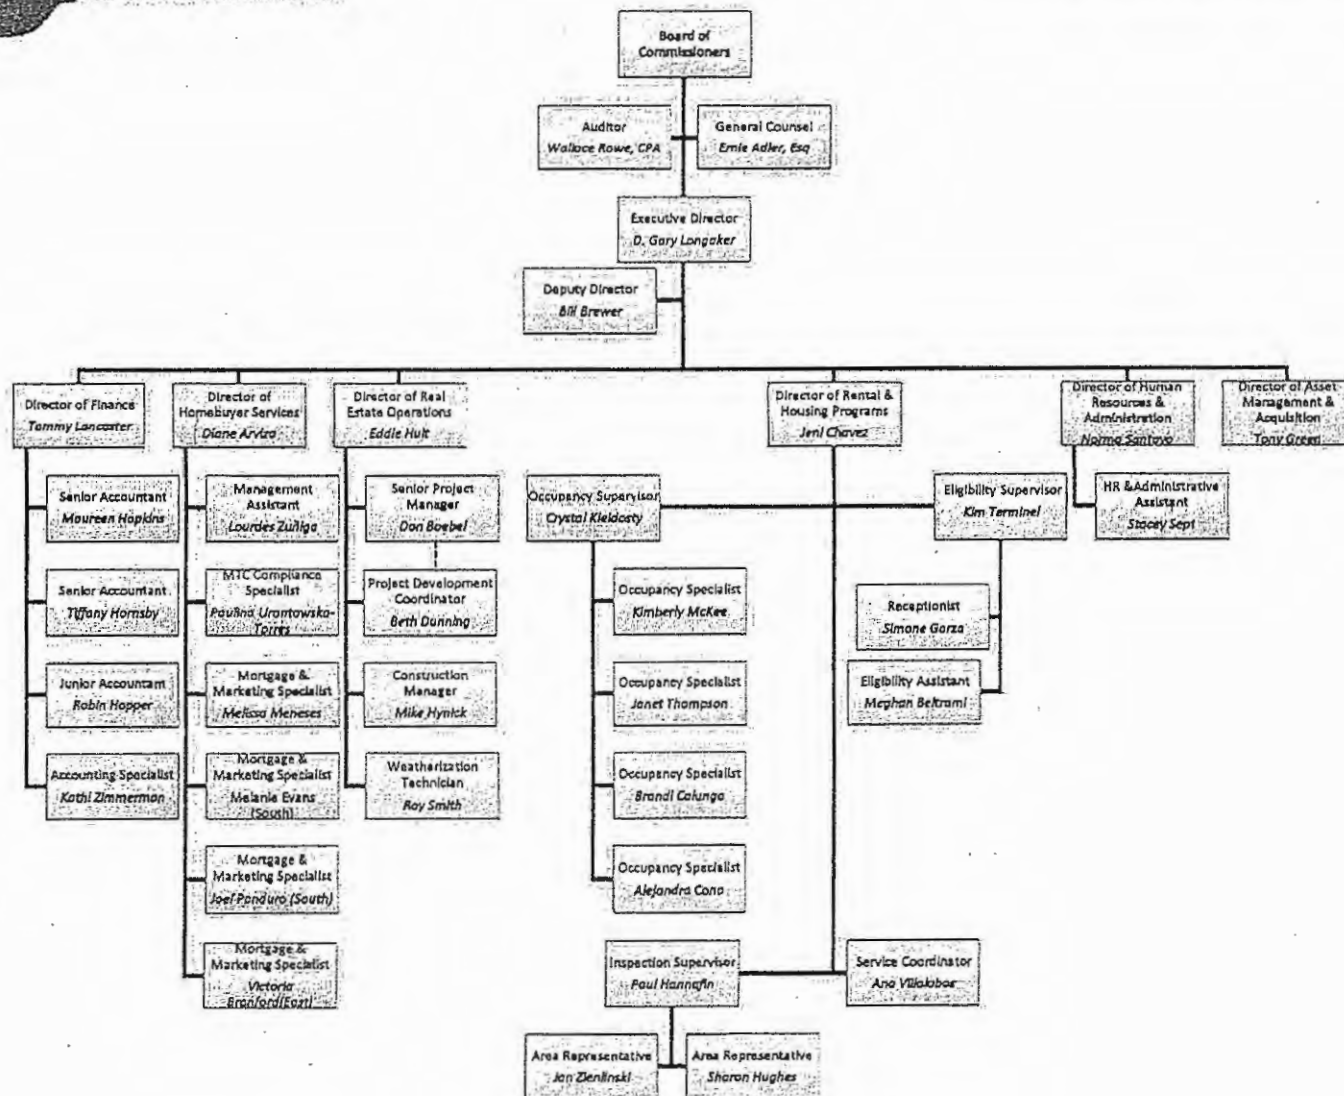 Board of
Commissioners
Auditor
Wallace Rowe, CPA
General Counsel
Ernie Adler, Esq
Executive Director
D. Gary Longaker
Deputy Director
Bill Brewer
Director of Finance
Tammy Lancaster
Director of
Homebuyer Services
Diane Arvizo
Director of Real
Estate Operations
Eddie Hult
Director of Rental &
Housing Programs
Jeni Chavez
Director of Human
Resources &
Administration
Norma Santoyo
Director of Asset
Management &
Acquisition
Tony Green
Senior Accountant
Maureen Hopkins
Senior Accountant
Tiffany Hornsby
Junior Accountant
Robin Hopper
Accounting Specialist
Kathi Zimmerman
Management
Assistant
Lourdes Zuñiga
MTC Compliance
Specialist
Paulina Urantowska-
Torres
Mortgage &
Marketing Specialist
Melissa Meneses
Mortgage &
Marketing Specialist
Melanie Evans
(South)
Mortgage &
Marketing Specialist
Joel Panduro (South)
Mortgage &
Marketing Specialist
Victoria
Branford(East)
Senior Project
Manager
Don Boebel
Project Development
Coordinator
Beth Dunning
Construction
Manager
Mike Hynick
Weatherization
Technician
Ray Smith
Occupancy Supervisor
Crystal
Occupancy Specialist
Kimberly McKee
Occupancy Specialist
Janet Thompson
Occupancy Specialist
Brandi Calunga
Occupancy Specialist
Alejandra Cono
Eligibility Supervisor
Kim Terminel
Receptionist
Simone Garza
Eligibility Assistant
Meghan Beltrami
HR & Administrative
Assistant
Stacey Sept
Inspection Supervisor
Paul Hannafin
Service Coordinator
Ana Villalobos
Area Representative
Jan Zienlinski
Area Representative
Sharon Hughes